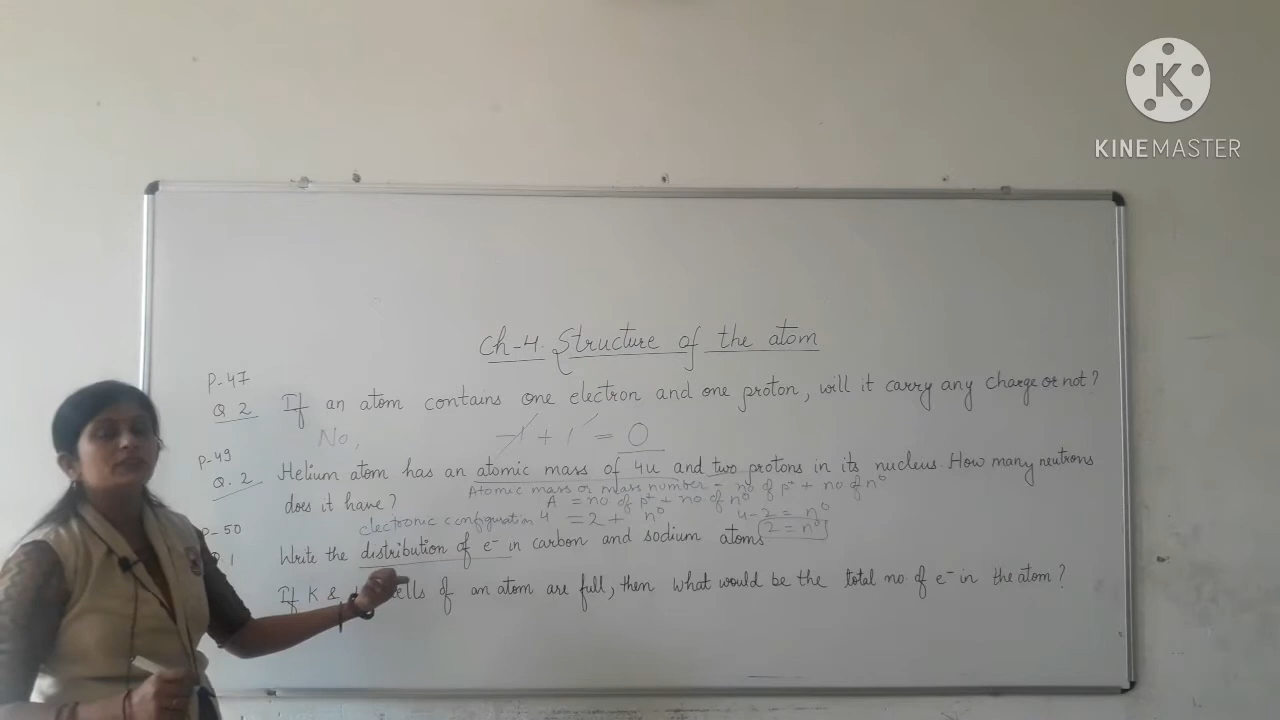 K
KINEMASTER
Ch-4. Structure of the atom
P-47
Q 2 If an atom contains one electron and one proton, will it carry any charge or not?
No, -1 + 1 = 0
P-49
Q. 2 Helium atom has an atomic mass of 4u and two protons in its nucleus. How many neutrons
Atomic mass or mass number = no of p+ + no of n0
does it have? A = no of p+ + no of n0
electronic configuration 4 = 2 + n0 4-2 = n0
P-50 2 = n0
1 Write the distribution of e- in carbon and sodium atoms
If K & shells of an atom are full, then what would be the total no. of e- in the atom?